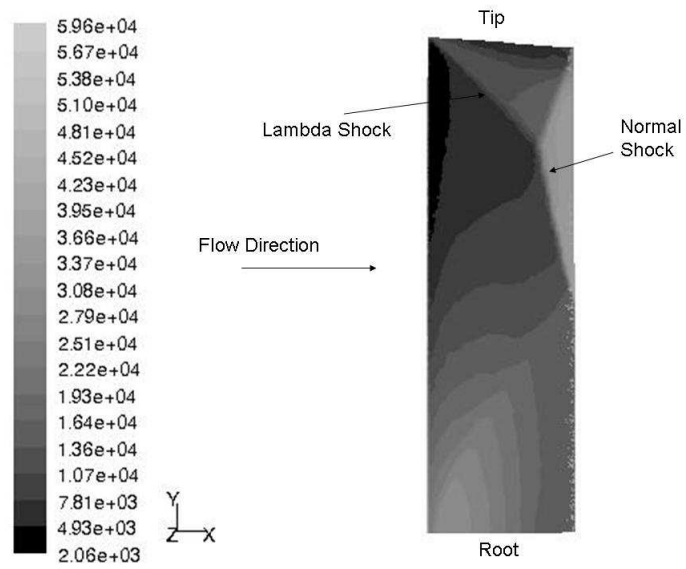 5.96e+04
5.67e+04
5.38e+04
5.10e+04
4.81e+04
4.52e+04
4.23e+04
3.95e+04
3.66e+04
3.37e+04
3.08e+04
2.79e+04
2.51e+04
2.22e+04
1.93e+04
1.64e+04
1.36e+04
1.07e+04
7.81e+03
4.93e+03
2.06e+03
Y
Z X
Tip
Lambda Shock
Normal
Shock
Flow Direction
Root